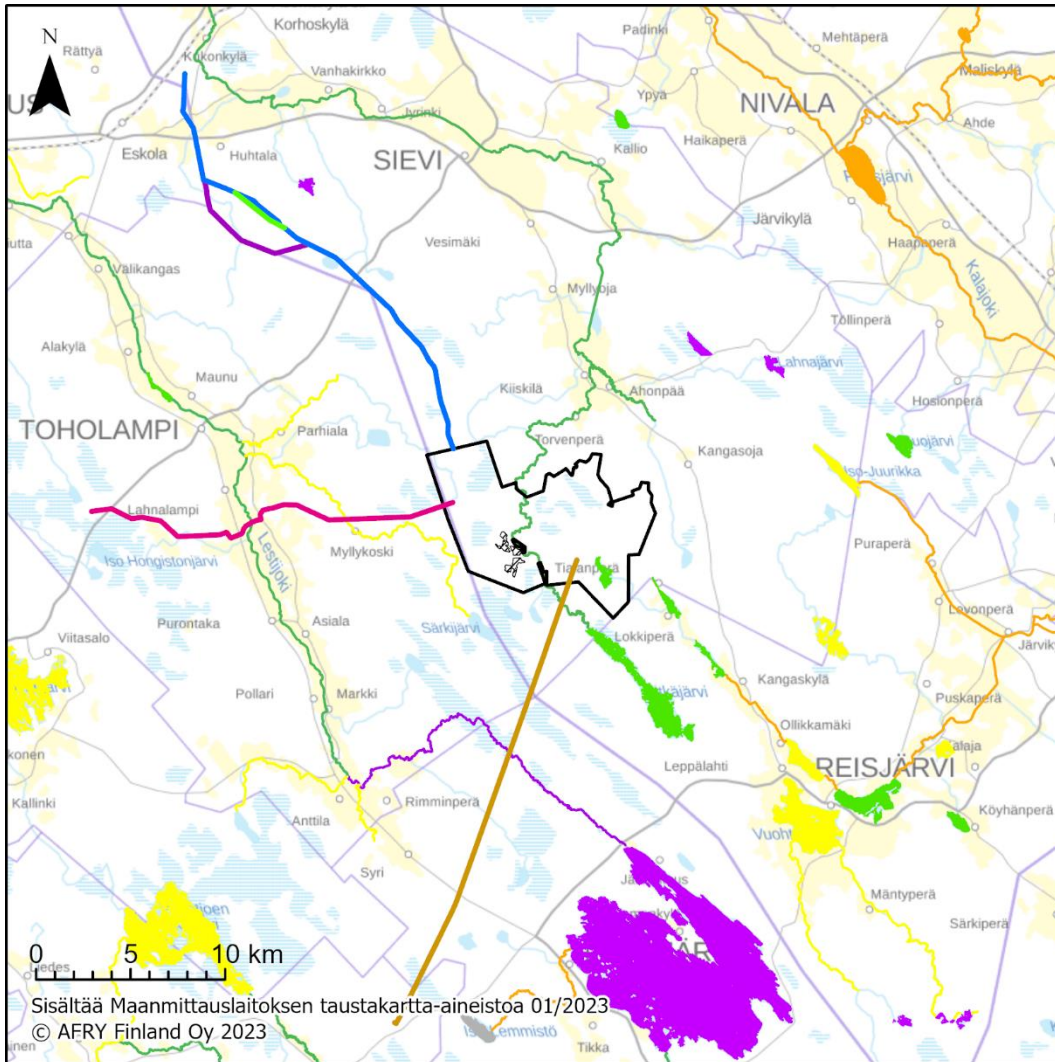 N
Rättyä
Korhoskylä
Padinki
Mehtäperä
Kukonkylä
Vanhakirkko
Maliskylä
US
Jyrinki
Ypyä
NIVALA
Ahde
Eskola
Huhtala
SIEVI
Kallio
Haikaperä
Järvikylä
Vesimäki
Haapaperä
Välikangas
Kalajoki
Myllyoja
Töllinperä
Alakylä
Lahnajärvi
Maunu
Kiiskilä
Ahonpää
Hosionperä
TOHOLAMPI
Parhiala
Torvenperä
Kangasoja
Iso-Juurikka
Lahnalampi
Myllykoski
Puraperä
Iso Hongistonjärvi
Lestijoki
Purontaka
Asiala
Särkijärvi
Lokkiperä
Levonperä
Viitasalo
Pollari
Markki
Kangaskylä
Puskaperä
Ollikkamäki
Leppälahti
REISJÄRVI
Kallinki
Rimminperä
Anttila
Köyhänperä
Syri
Mäntyperä
Särkiperä
0 5 10 km
Sisältää Maanmittauslaitoksen taustakartta-aineistoa 01/2023
© AFRY Finland Oy 2023
Tikka